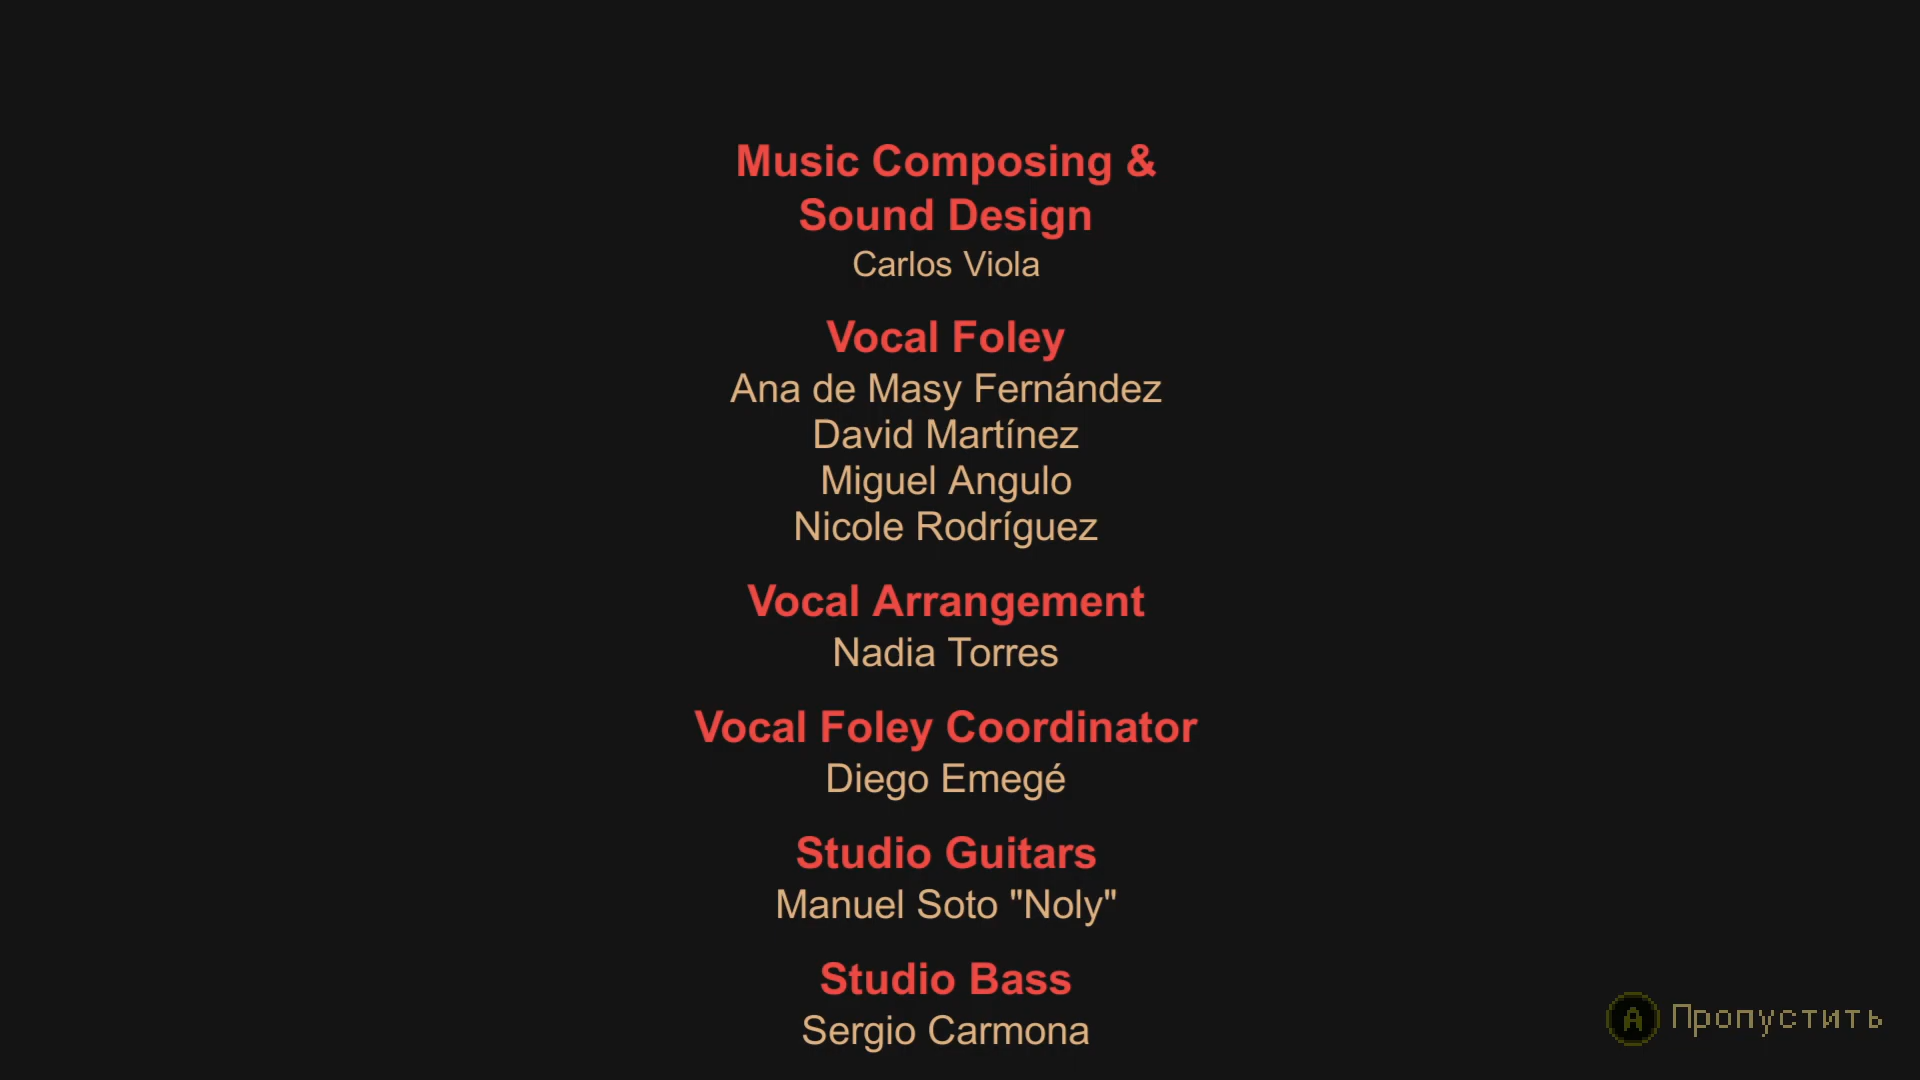 Music Composing &
Sound Design
Carlos Viola
Vocal Foley
Ana de Masy Fernández
David Martínez
Miguel Angulo
Nicole Rodríguez
Vocal Arrangement
Nadia Torres
Vocal Foley Coordinator
Diego Emegé
Studio Guitars
Manuel Soto "Noly"
Studio Bass
Sergio Carmona
A Пропустить